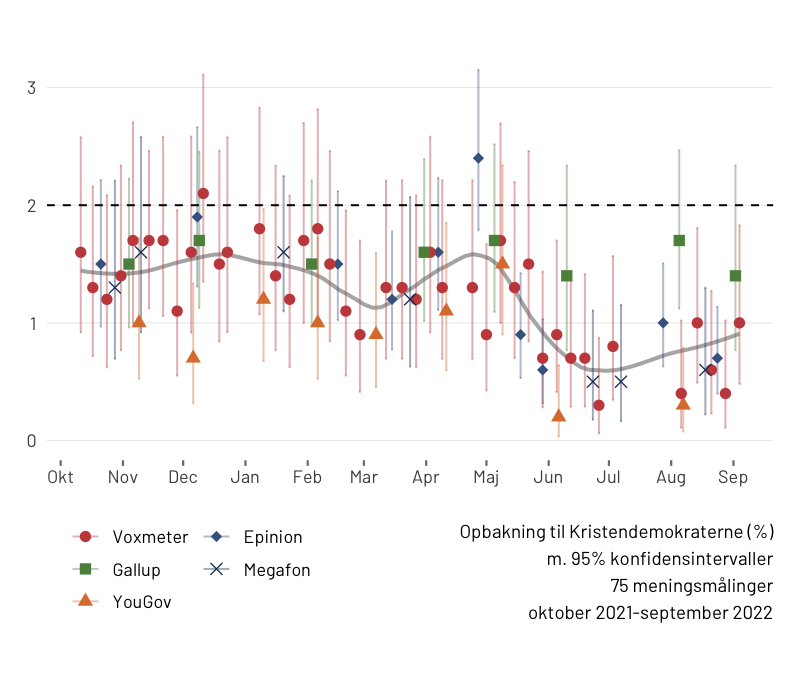 3
2
1
0
Okt Nov Dec Jan Feb Mar Apr Maj Jun Jul Aug Sep
Voxmeter Epinion
Gallup Megafon
YouGov
Opbakning til Kristendemokraterne (%)
m. 95% konfidensintervaller
75 meningsmålinger
oktober 2021-september 2022